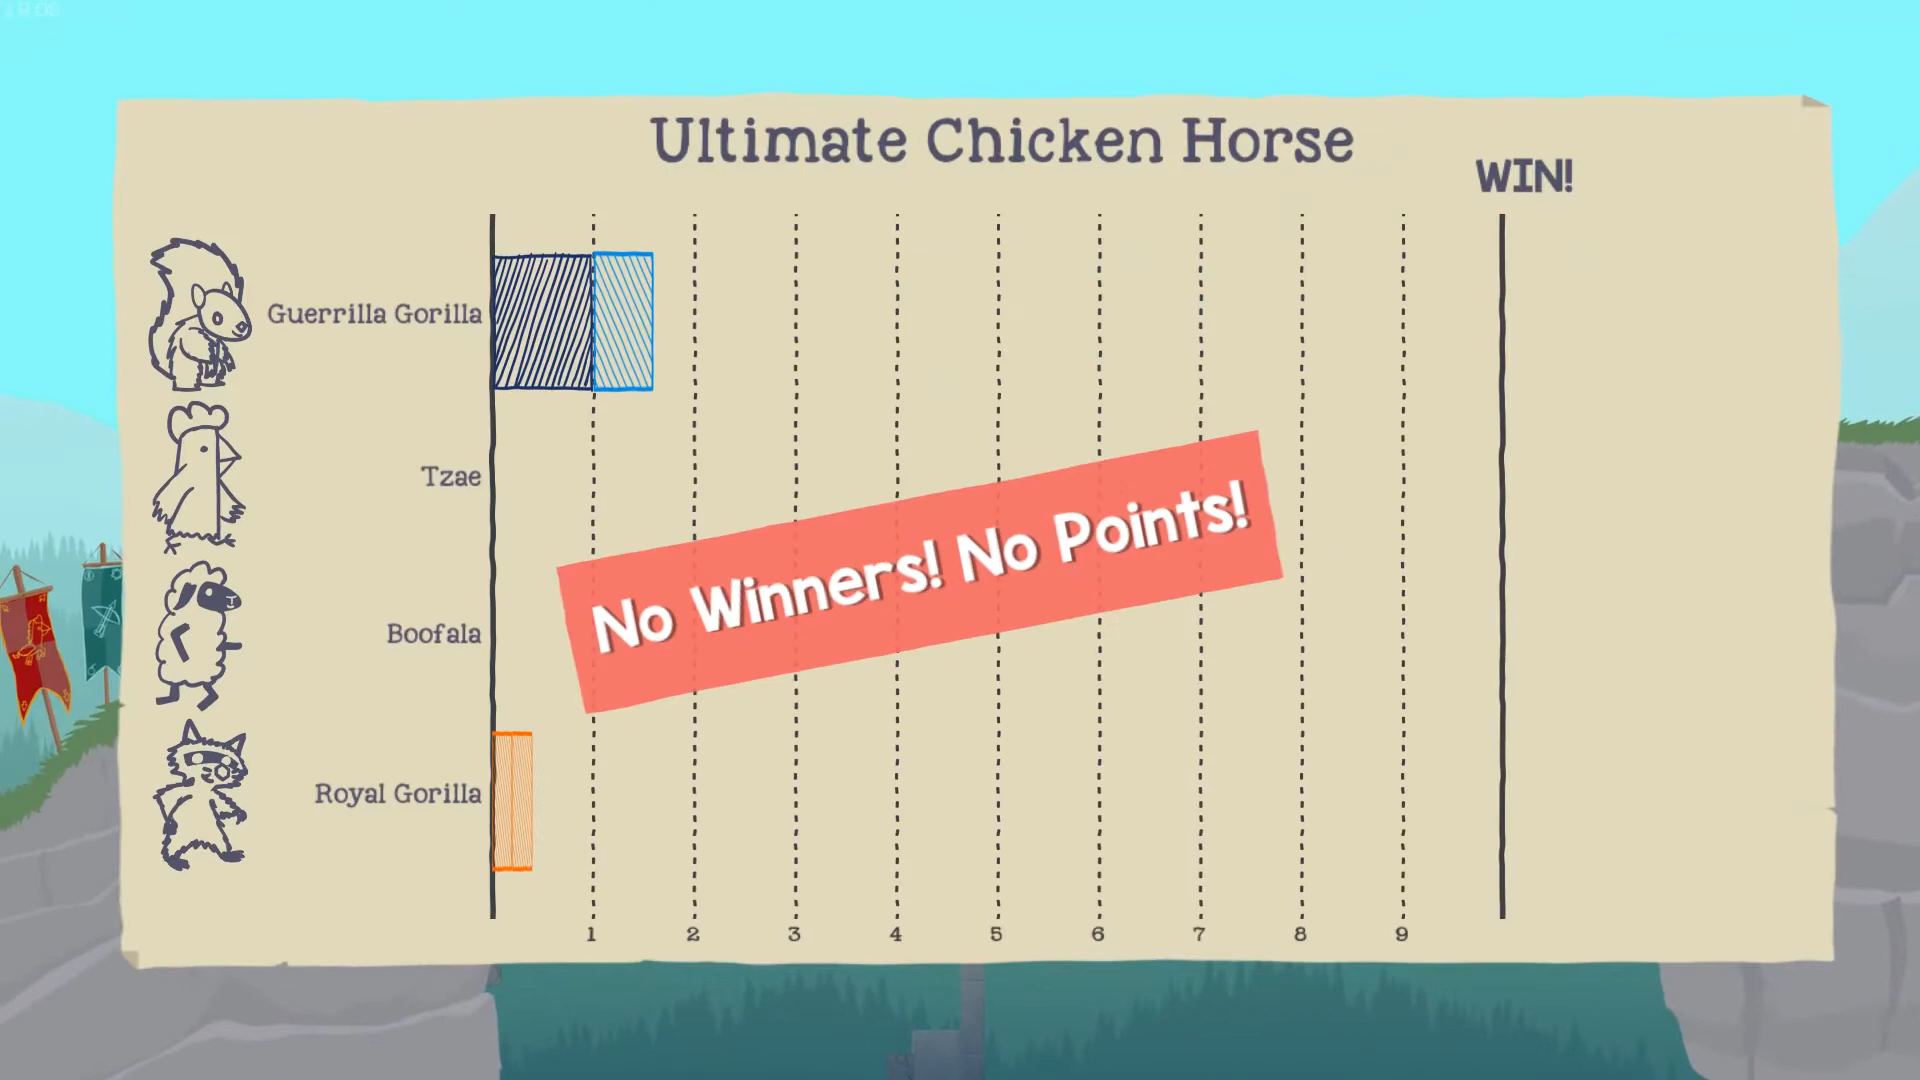 Ultimate Chicken Horse
WIN!
Guerrilla Gorilla
Tzae
No Winners! No Points!
Boofala
Royal Gorilla
1 2 3 4 5 6 7 8 9